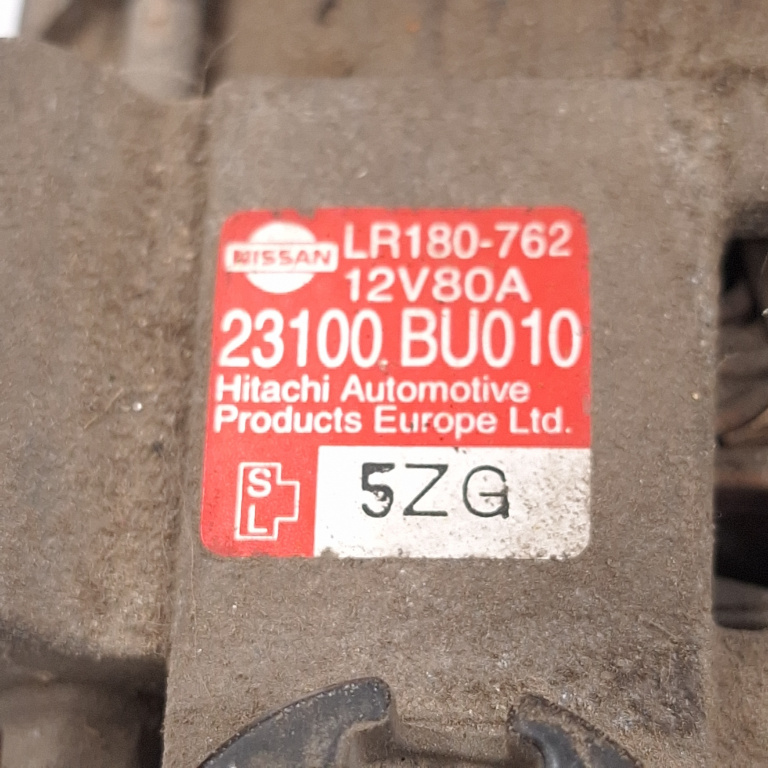 NISSAN
LR180-762
12V80A
23100 BU010
Hitachi Automotive
Products Europe Ltd.
S
L
5ZG